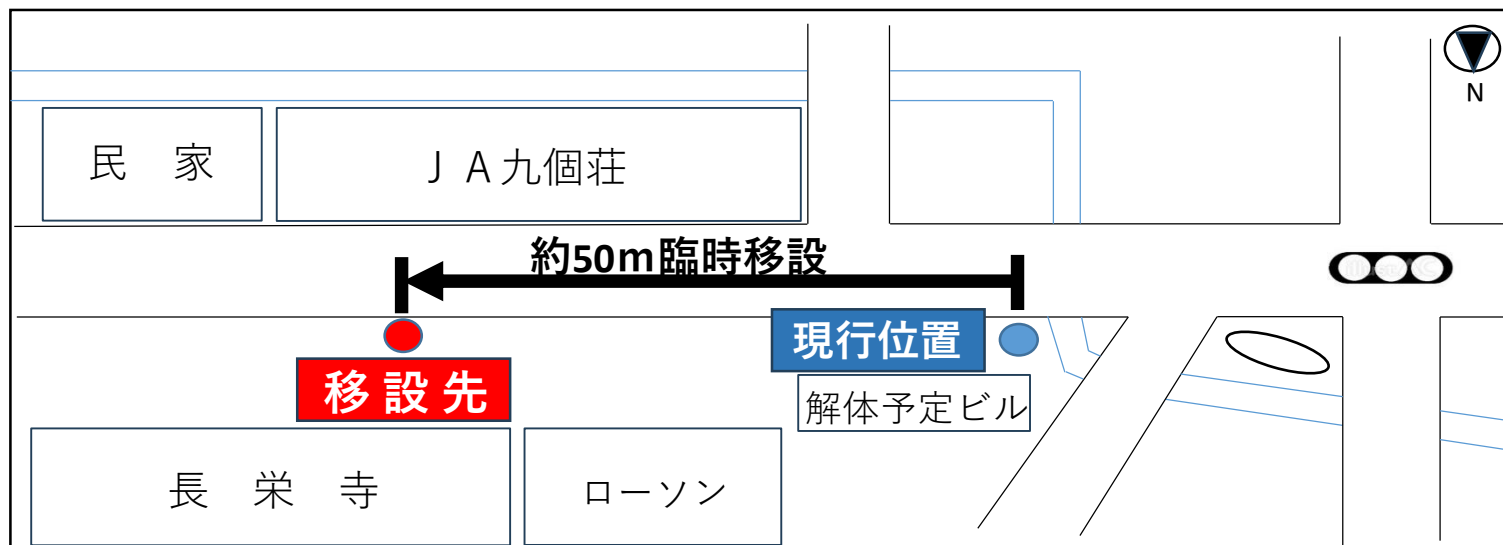 N
民　家
ＪＡ九個荘
約50m臨時移設
現行位置
移設先
解体予定ビル
長　栄　寺
ローソン